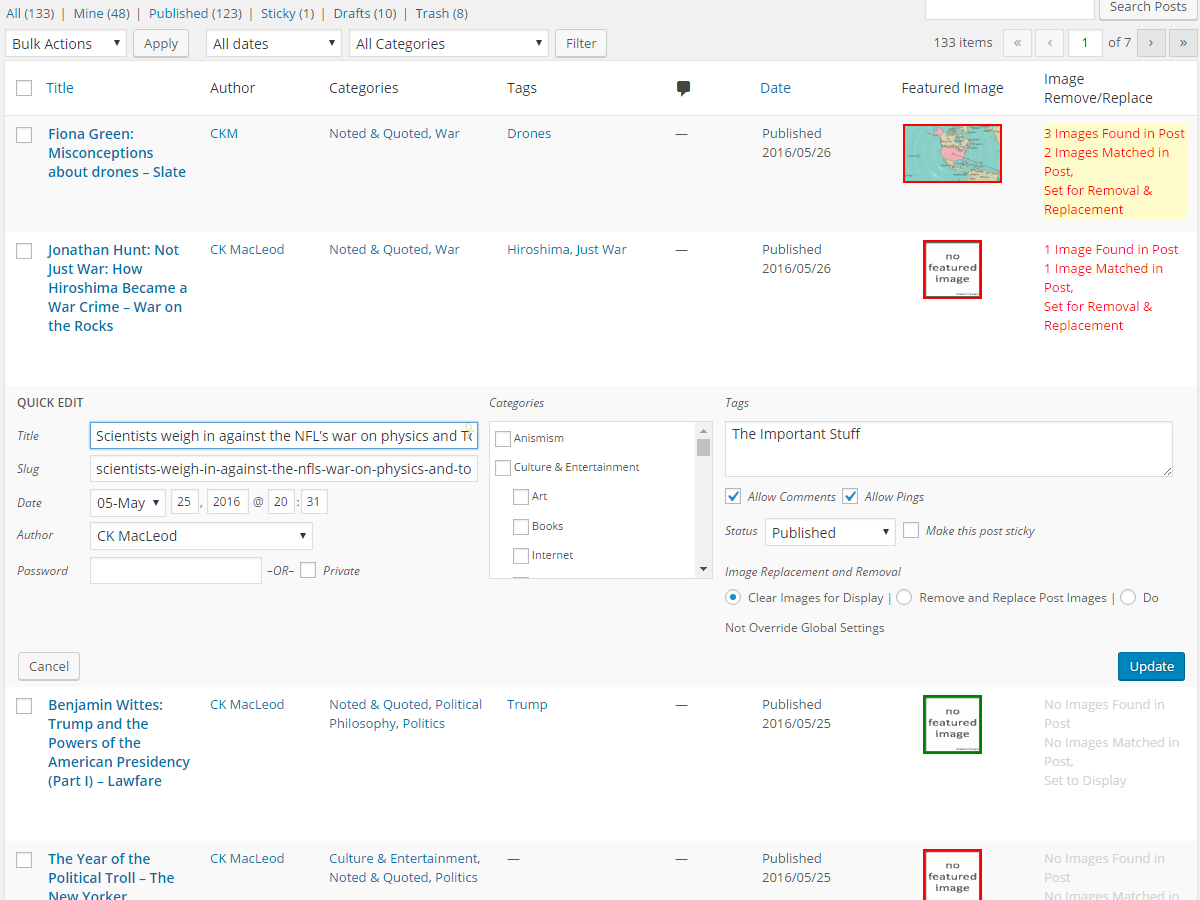 All (133) | Mine (48) | Published (123) | Sticky (1) | Drafts (10) | Trash (8)
Search Posts
Bulk Actions Apply All dates All Categories Filter 133 items « ‹ 1 of 7 › »
Title Author Categories Tags Date Featured Image Image
Remove/Replace
Fiona Green: CKM Noted & Quoted, War Drones — Published 3 Images Found in Post
Misconceptions 2016/05/26 2 Images Matched in
about drones – Slate Post,
Set for Removal &
Replacement
Jonathan Hunt: Not CK MacLeod Noted & Quoted, War Hiroshima, Just War — Published no 1 Image Found in Post
Just War: How 2016/05/26 featured 1 Image Matched in
Hiroshima Became a image Post,
War Crime – War on Set for Removal &
the Rocks Replacement
QUICK EDIT Categories Tags
Title Scientists weigh in against the NFL's war on physics and To Anismism The Important Stuff
Slug scientists-weigh-in-against-the-nfls-war-on-physics-and-to Culture & Entertainment
Date 05-May 25 , 2016 @ 20 : 31 Art Allow Comments Allow Pings
Author CK MacLeod Books Status Published Make this post sticky
Password –OR– Private Internet Image Replacement and Removal
Clear Images for Display | Remove and Replace Post Images | Do
Not Override Global Settings
Cancel Update
Benjamin Wittes: CK MacLeod Noted & Quoted, Political Trump — Published no No Images Found in
Trump and the Philosophy, Politics 2016/05/25 featured Post
Powers of the image No Images Matched in
American Presidency Post,
(Part I) – Lawfare Set to Display
The Year of the CK MacLeod Culture & Entertainment, — — Published no No Images Found in
Political Troll – The Noted & Quoted, Politics 2016/05/25 featured Post
New Yorker image No Images Matched in